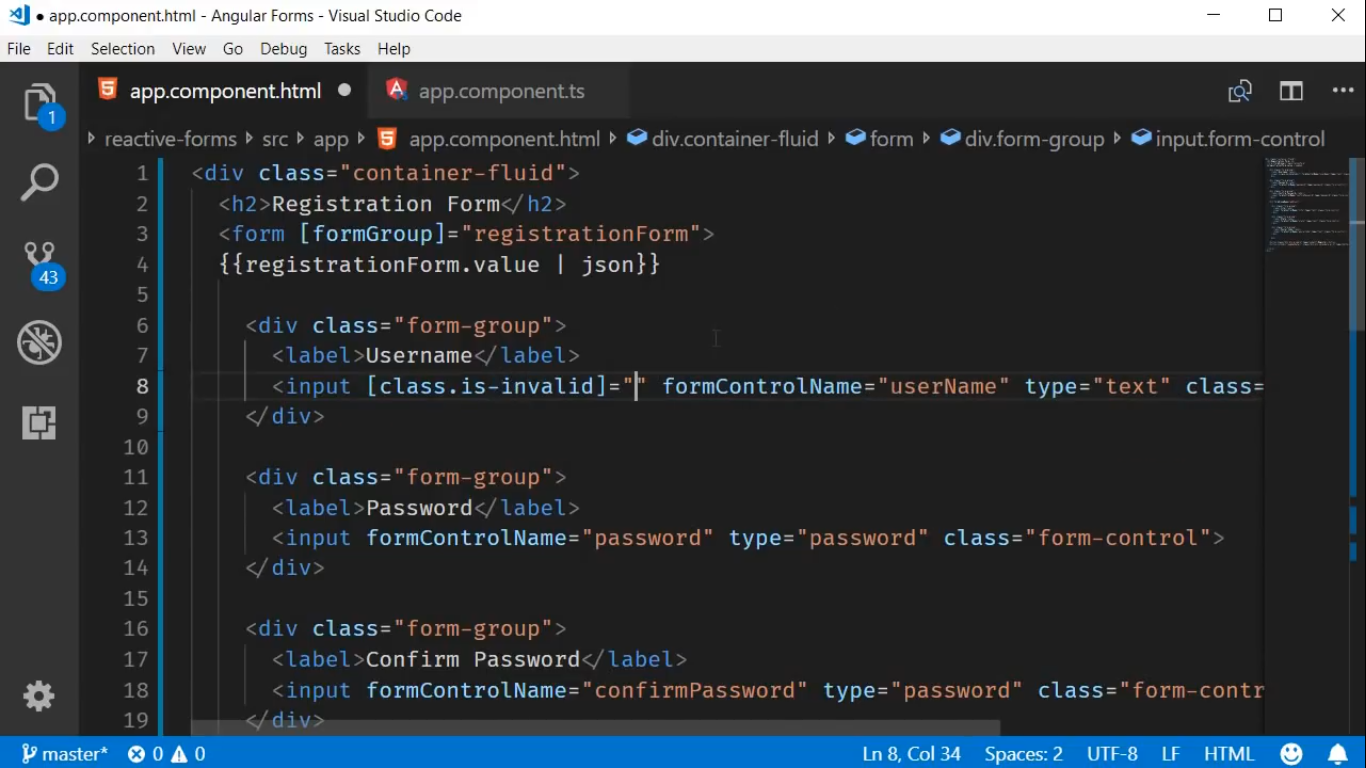 ● app.component.html - Angular Forms - Visual Studio Code
File Edit Selection View Go Debug Tasks Help
app.component.html ● app.component.ts
reactive-forms src app app.component.html div.container-fluid form div.form-group input.form-control
1 <div class="container-fluid">
2 <h2>Registration Form</h2>
3 <form [formGroup]="registrationForm">
4 {{registrationForm.value | json}}
5
6 <div class="form-group">
7 <label>Username</label>
8 <input [class.is-invalid]="" formControlName="userName" type="text" class=
9 </div>
10
11 <div class="form-group">
12 <label>Password</label>
13 <input formControlName="password" type="password" class="form-control">
14 </div>
15
16 <div class="form-group">
17 <label>Confirm Password</label>
18 <input formControlName="confirmPassword" type="password" class="form-contr
19 </div>
1
43
master* 0 0 Ln 8, Col 34 Spaces: 2 UTF-8 LF HTML